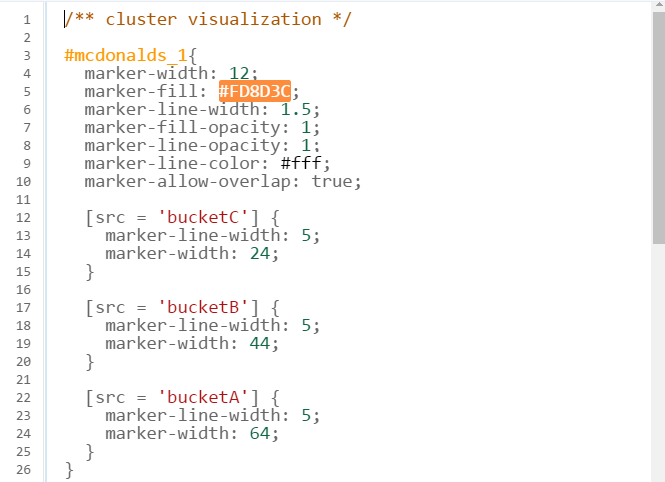 1 /** cluster visualization */
2
3 #mcdonalds_1{
4 marker-width: 12;
5 marker-fill: #FD8D3C;
6 marker-line-width: 1.5;
7 marker-fill-opacity: 1;
8 marker-line-opacity: 1;
9 marker-line-color: #fff;
10 marker-allow-overlap: true;
11
12 [src = 'bucketC'] {
13 marker-line-width: 5;
14 marker-width: 24;
15 }
16
17 [src = 'bucketB'] {
18 marker-line-width: 5;
19 marker-width: 44;
20 }
21
22 [src = 'bucketA'] {
23 marker-line-width: 5;
24 marker-width: 64;
25 }
26 }